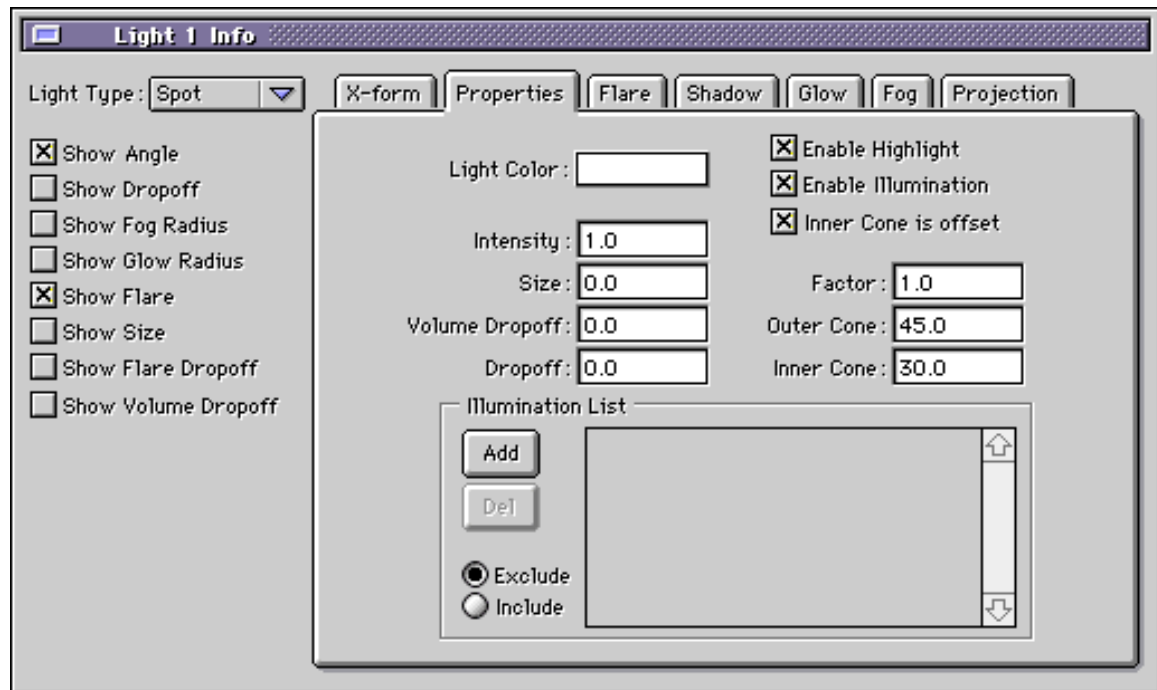 Light 1 Info
Light Type: Spot
Show Angle
Show Dropoff
Show Fog Radius
Show Glow Radius
Show Flare
Show Size
Show Flare Dropoff
Show Volume Dropoff
X-form Properties Flare Shadow Glow Fog Projection
Light Color:
Enable Highlight
Enable Illumination
Inner Cone is offset
Intensity: 1.0
Size: 0.0
Volume Dropoff: 0.0
Dropoff: 0.0
Factor: 1.0
Outer Cone: 45.0
Inner Cone: 30.0
Illumination List
Add
Del
Exclude
Include